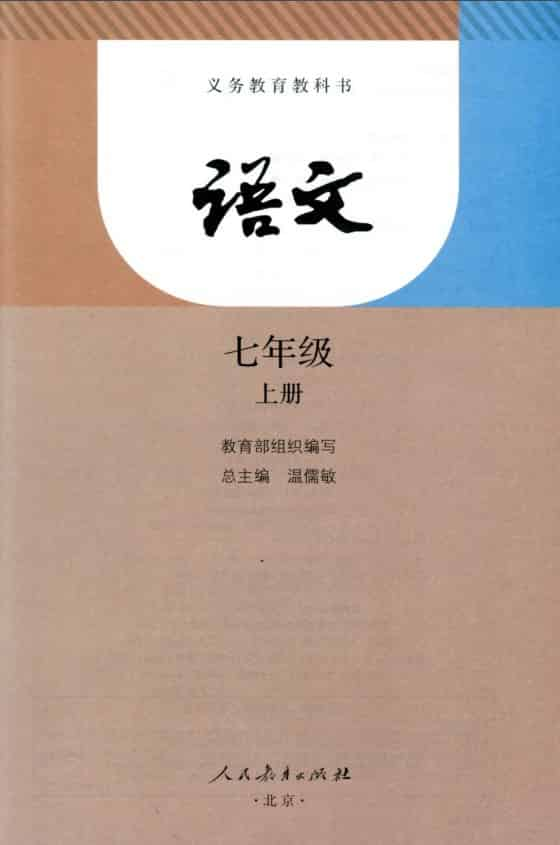 义务教育教科书
语文
七年级
上册
教育部组织编写
总主编 温儒敏
人民教育出版社
·北京·